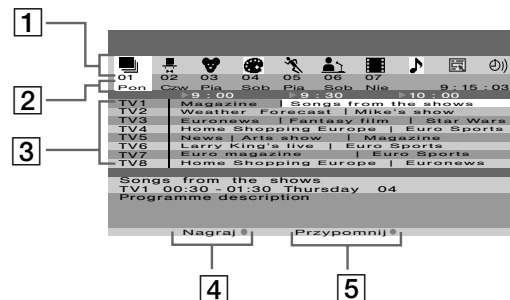 1
01 02 03 04 05 06 07
2
Pon Czw Pia Sob Pia Sob Nie 9:15:03
9:00 9:30 10:00
TV1 Magazine Songs from the shows
TV2 Weather Forecast | Mike's show
TV3 Euronews | Fantasy film | Star Wars
3
TV4 Home Shopping Europe | Euro Sports
TV5 News | Arts show | Magazine
TV6 Larry King's live | Euro Sports
TV7 Euro magazine | Euro Sports
TV8 Home Shopping Europe | Euronews
Songs from the shows
TV1 00:30 - 01:30 Thursday 04
Programme description
Nagraj Przypomnij
4 5